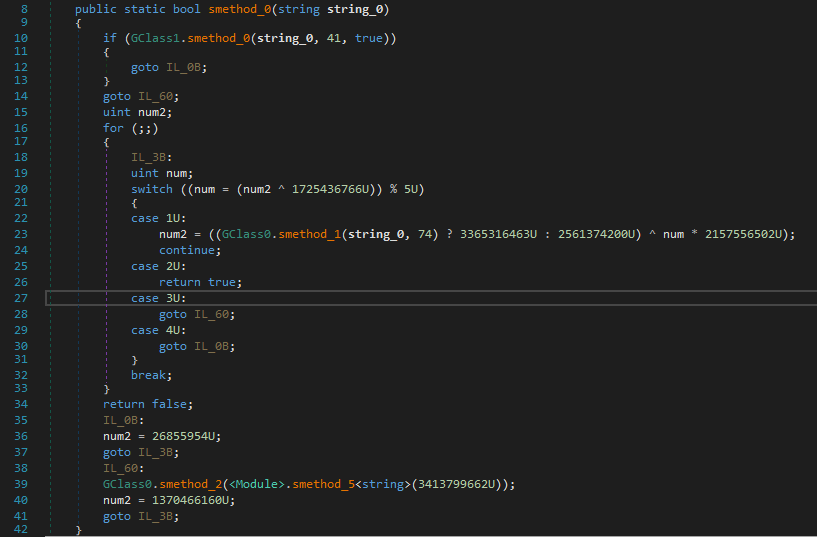 8 public static bool smethod_0(string string_0)
9 {
10 if (GClass1.smethod_0(string_0, 41, true))
11 {
12 goto IL_0B;
13 }
14 goto IL_60;
15 uint num2;
16 for (;;)
17 {
18 IL_3B:
19 uint num;
20 switch ((num = (num2 ^ 1725436766U)) % 5U)
21 {
22 case 1U:
23 num2 = ((GClass0.smethod_1(string_0, 74) ? 3365316463U : 2561374200U) ^ num * 2157556502U);
24 continue;
25 case 2U:
26 return true;
27 case 3U:
28 goto IL_60;
29 case 4U:
30 goto IL_0B;
31 }
32 break;
33 }
34 return false;
35 IL_0B:
36 num2 = 26855954U;
37 goto IL_3B;
38 IL_60:
39 GClass0.smethod_2(<Module>.smethod_5<string>(3413799662U));
40 num2 = 1370466160U;
41 goto IL_3B;
42 }